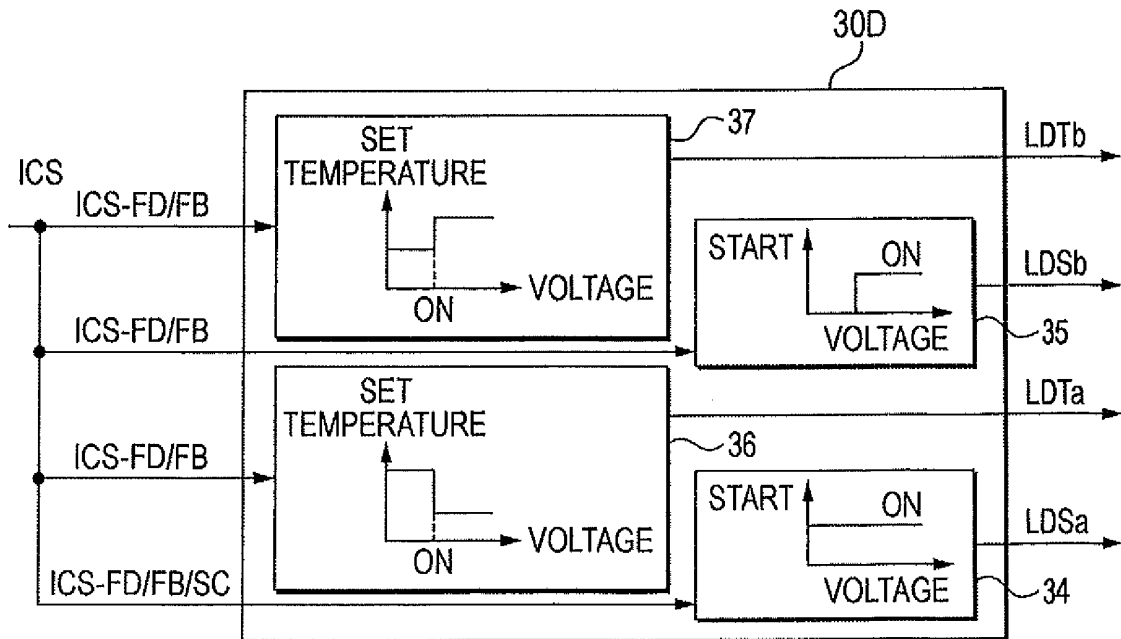 30D
37
SET
TEMPERATURE
VOLTAGE
ON
LDTb
ICS
ICS-FD/FB
START
ON
VOLTAGE
35
LDSb
ICS-FD/FB
SET
TEMPERATURE
VOLTAGE
ON
36
LDTa
ICS-FD/FB
START
ON
VOLTAGE
34
LDSa
ICS-FD/FB/SC